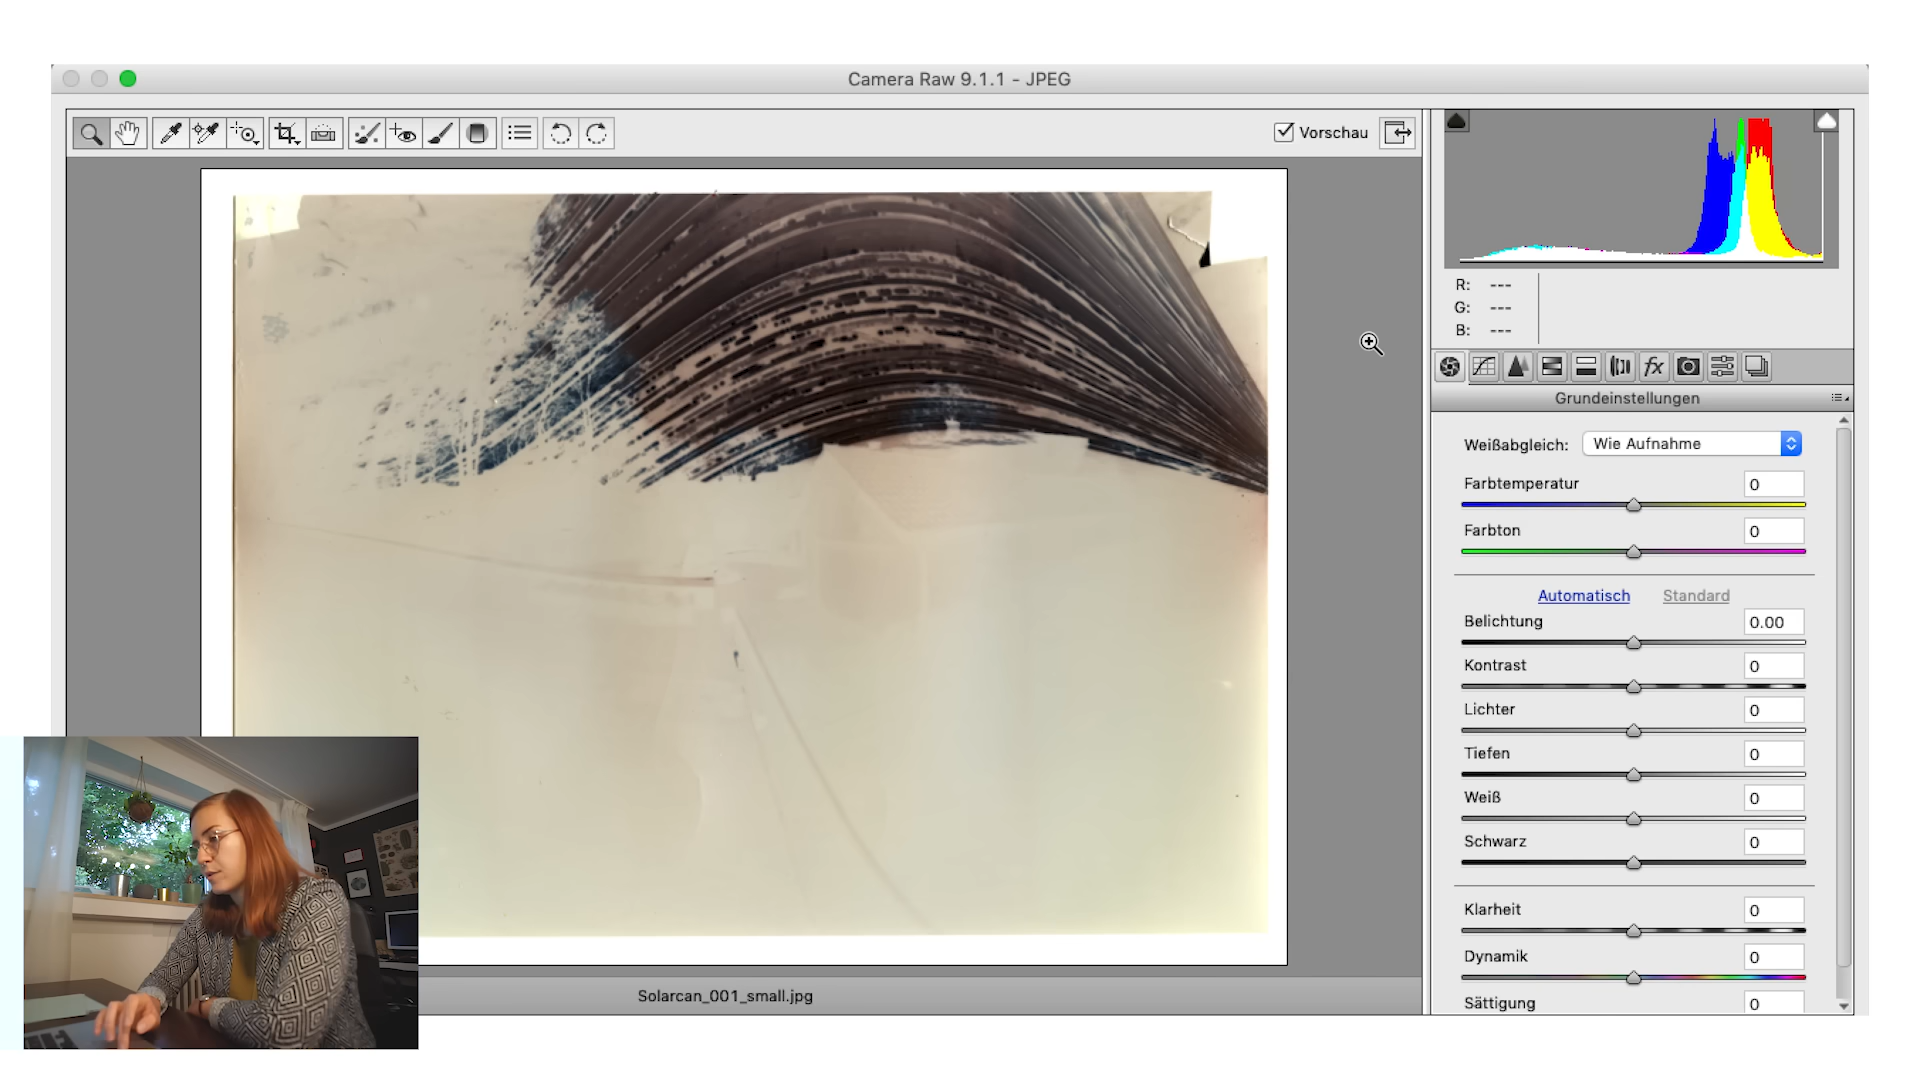 Camera Raw 9.1.1 - JPEG
Vorschau
R: ---
G: ---
B: ---
fx
Grundeinstellungen
Weißabgleich: Wie Aufnahme
Farbtemperatur 0
Farbton 0
Automatisch Standard
Belichtung 0.00
Kontrast 0
Lichter 0
Tiefen 0
Weiß 0
Schwarz 0
Klarheit 0
Dynamik 0
Sättigung 0
Solarcan_001_small.jpg